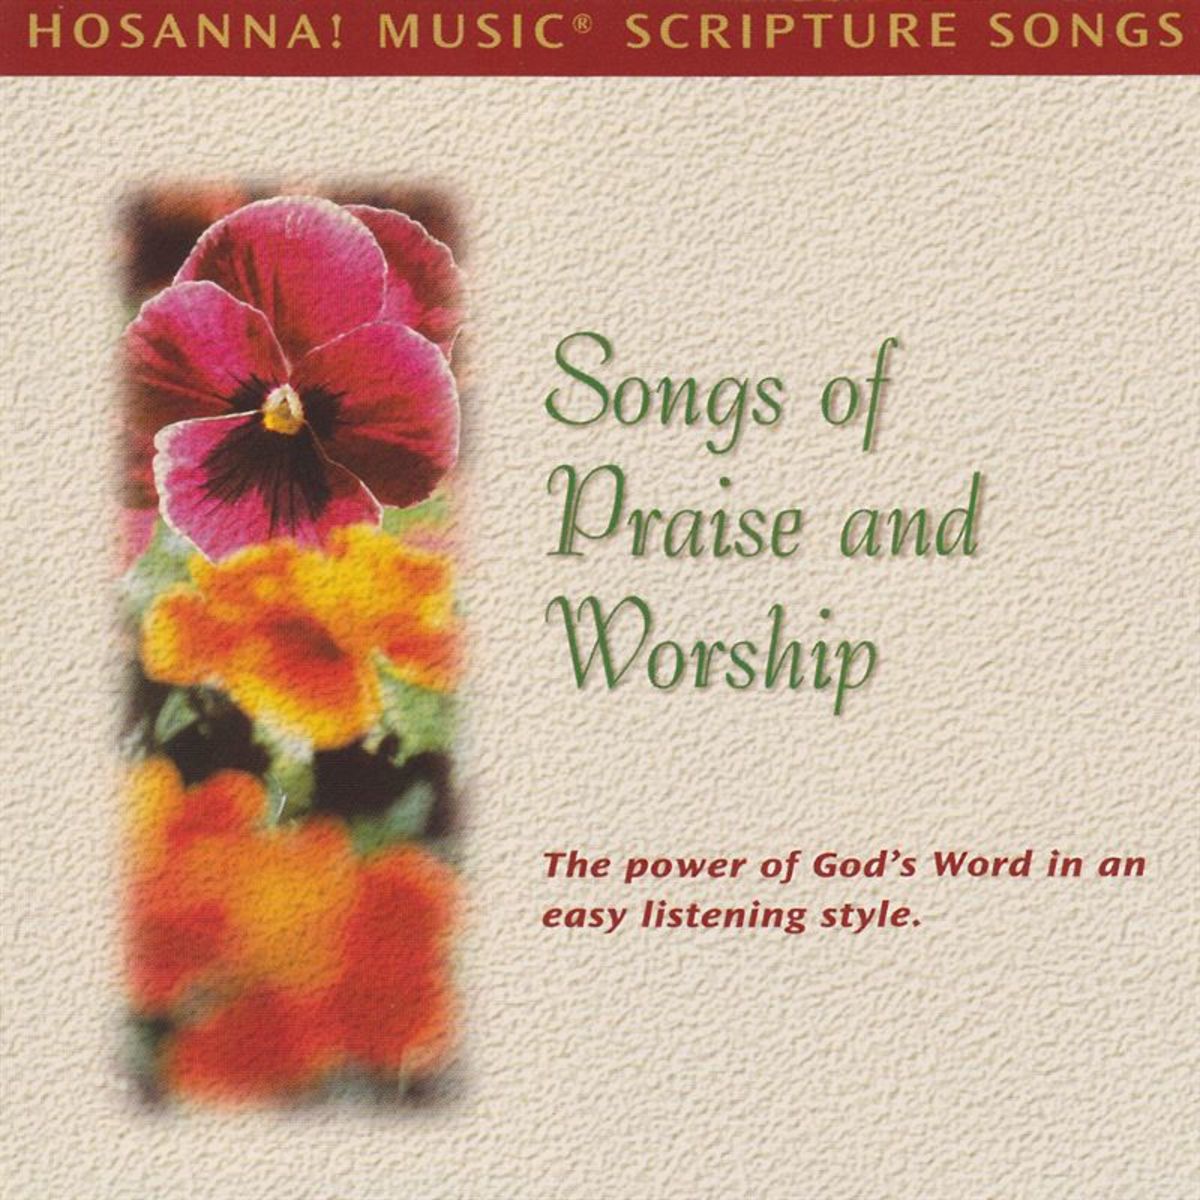 HOSANNA! MUSIC® SCRIPTURE SONGS
Songs of
Praise and
Worship
The power of God's Word in an
easy listening style.